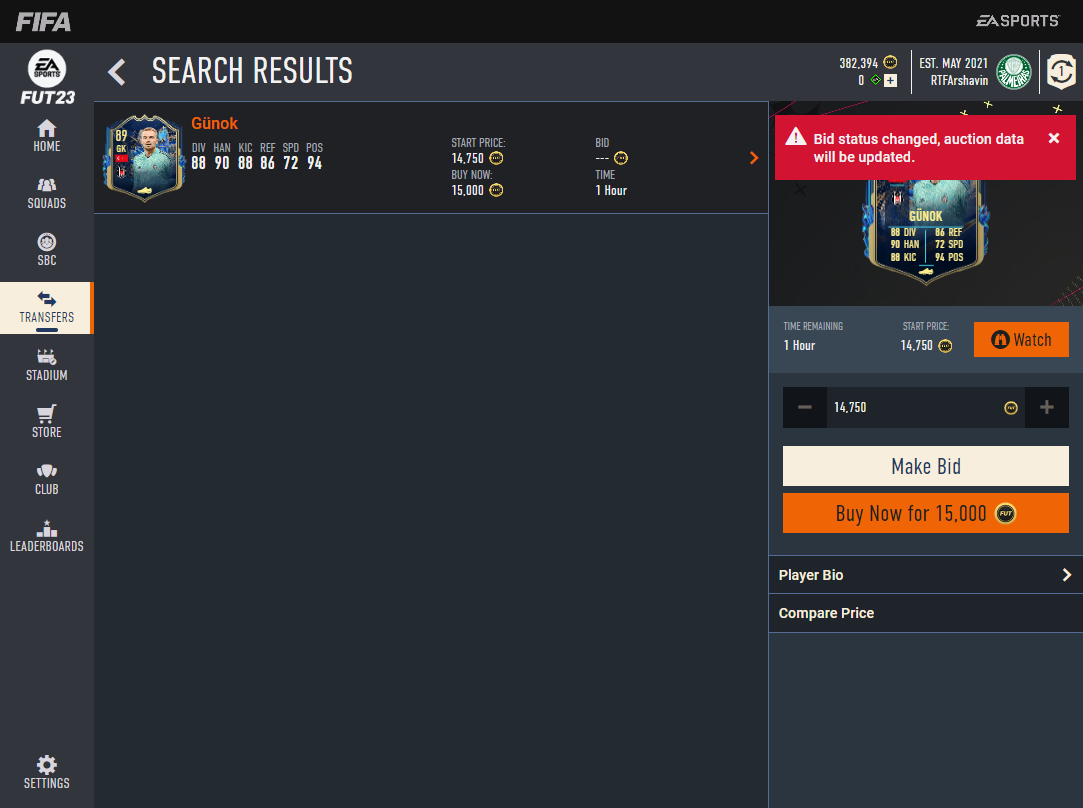 FIFA
EA SPORTS
EA SPORTS
FUT23
SEARCH RESULTS
382,394
0
EST. MAY 2021
RTFArshavin
PALMEIRAS
1
HOME
SQUADS
SBC
TRANSFERS
STADIUM
STORE
CLUB
LEADERBOARDS
SETTINGS
89
GK
Günok
DIV HAN KIC REF SPD POS
88 90 88 86 72 94
START PRICE:
14,750
BUY NOW:
15,000
BID
---
TIME
1 Hour
Bid status changed, auction data
will be updated.
GÜNOK
88 DIV 86 REF
90 HAN 72 SPD
88 KIC 94 POS
TIME REMAINING
1 Hour
START PRICE:
14,750
Watch
14,750
FUT
Make Bid
Buy Now for 15,000 FUT
Player Bio
Compare Price